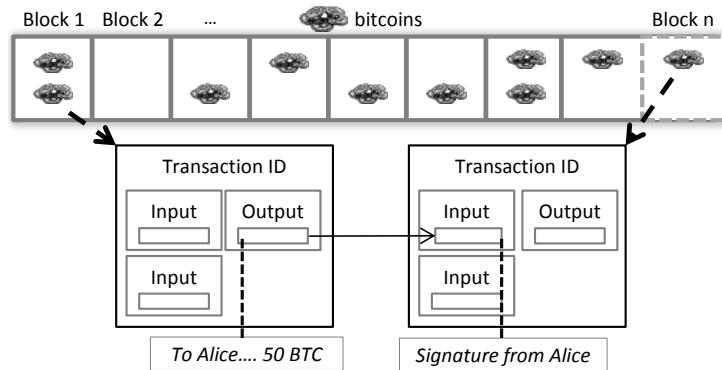 Block 1 Block 2 ... bitcoins Block n
Transaction ID Transaction ID
Input Output Input Output
Input Input
To Alice.... 50 BTC Signature from Alice